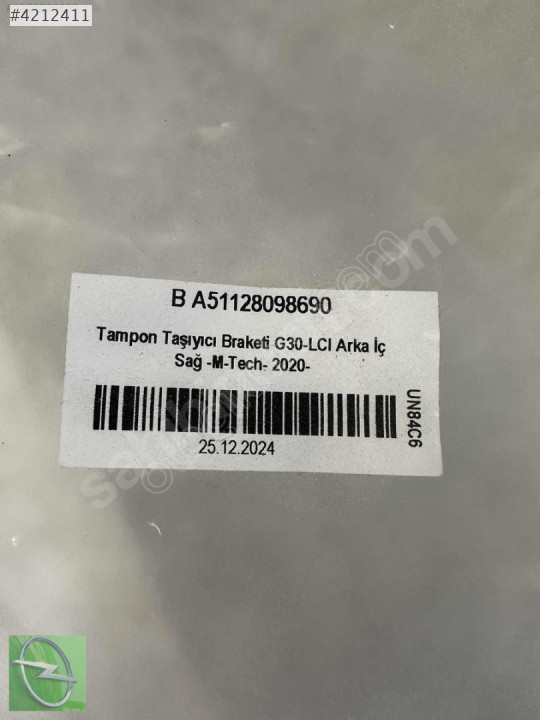 #4212411
B A51128098690
Tampon Taşıyıcı Braketi G30-LCI Arka İç
Sağ -M-Tech- 2020-
25.12.2024
UN84C6